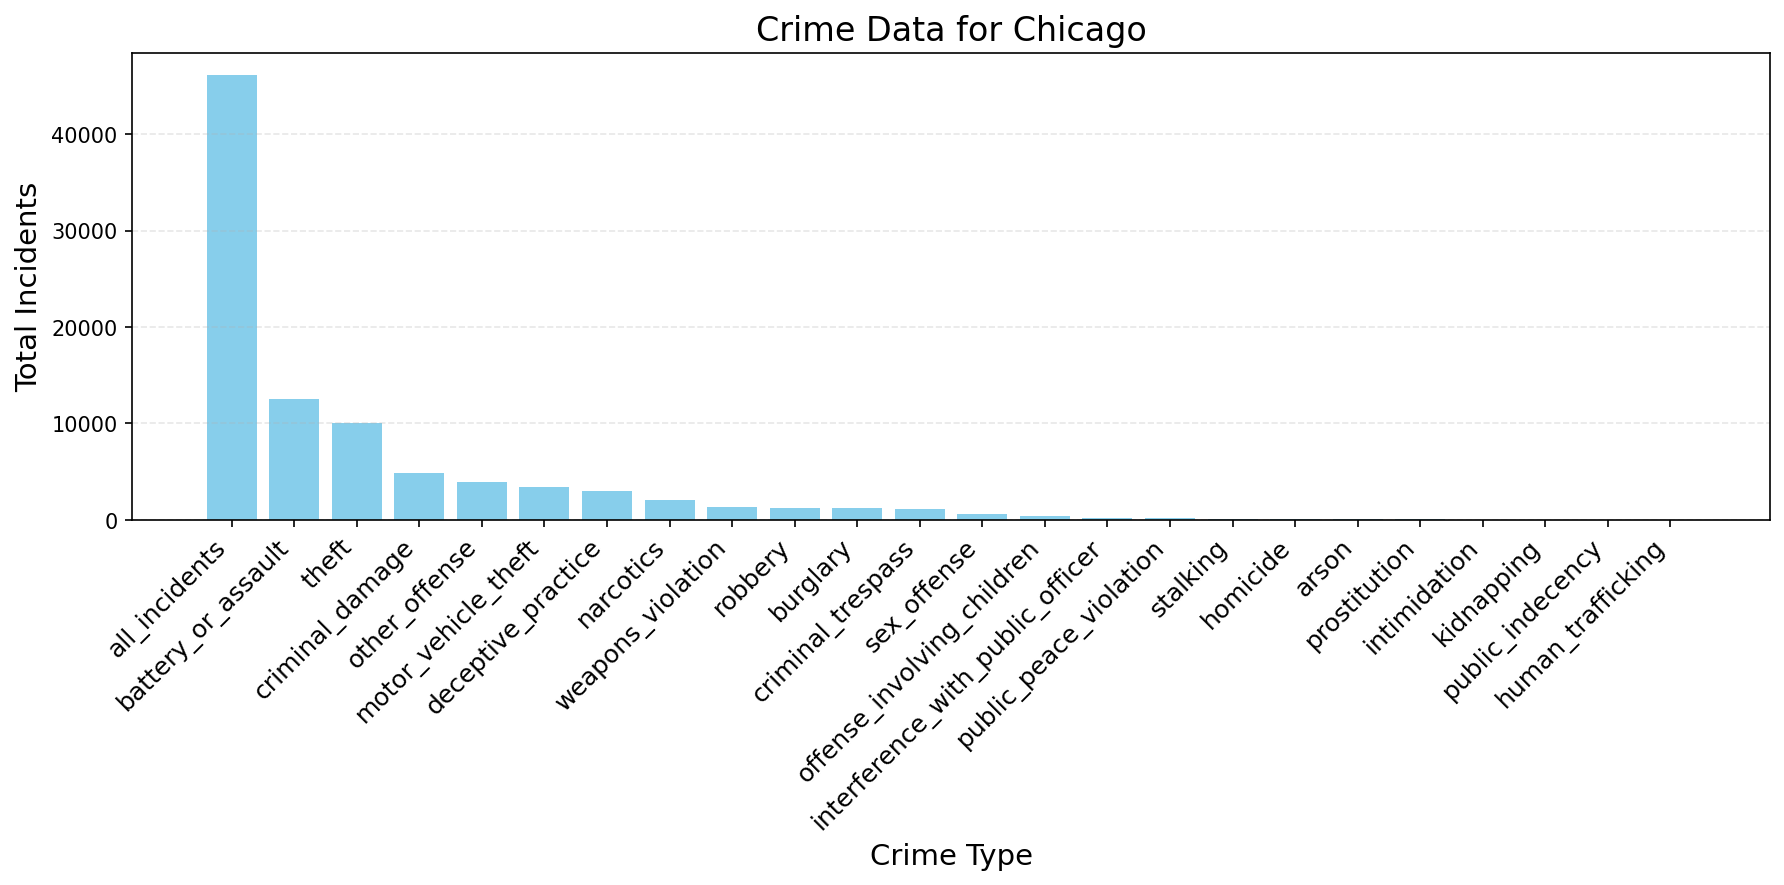 Crime Data for Chicago
Total Incidents
40000
30000
20000
10000
0
all_incidents
battery_or_assault
theft
criminal_damage
other_offense
motor_vehicle_theft
deceptive_practice
narcotics
weapons_violation
robbery
burglary
criminal_trespass
sex_offense
offense_involving_children
interference_with_public_officer
public_peace_violation
stalking
homicide
arson
prostitution
intimidation
kidnapping
public_indecency
human_trafficking
Crime Type